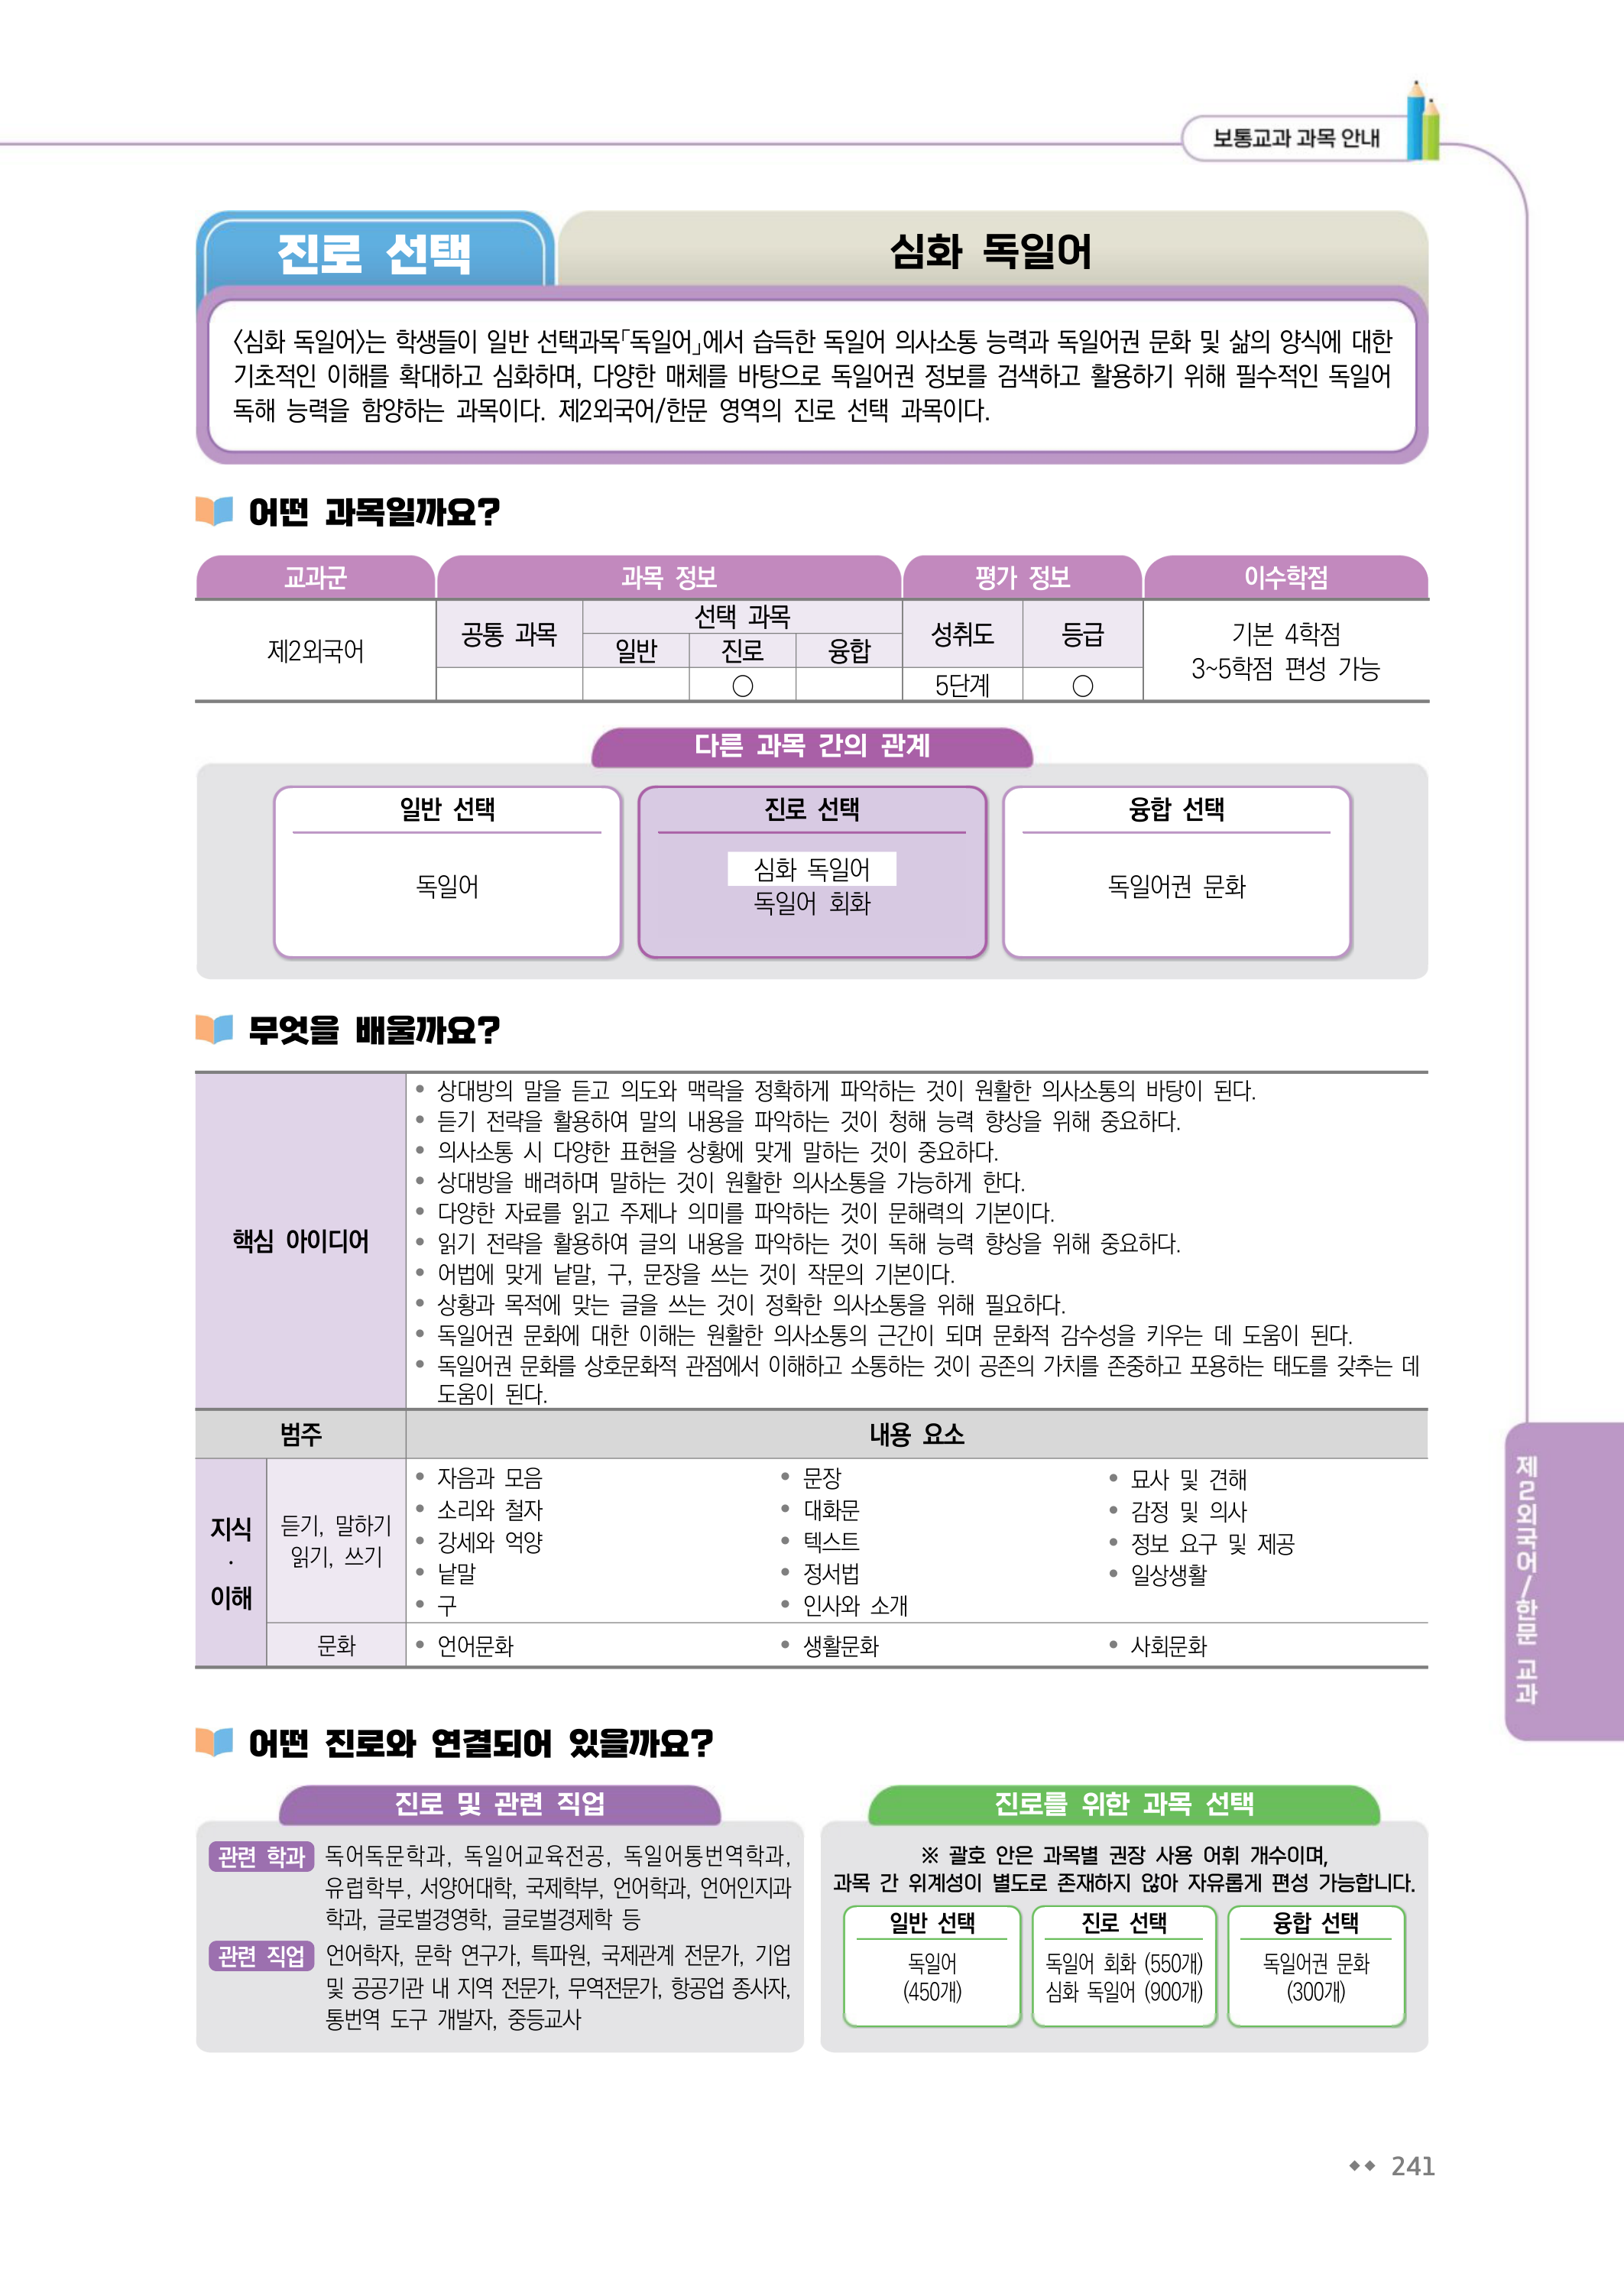 보통교과 과목 안내
진로 선택
심화 독일어
〈심화 독일어〉는 학생들이 일반 선택과목「독일어」에서 습득한 독일어 의사소통 능력과 독일어권 문화 및 삶의 양식에 대한
기초적인 이해를 확대하고 심화하며, 다양한 매체를 바탕으로 독일어권 정보를 검색하고 활용하기 위해 필수적인 독일어
독해 능력을 함양하는 과목이다. 제2외국어/한문 영역의 진로 선택 과목이다.
어떤 과목일까요?
교과군 과목 정보 평가 정보 이수학점
제2외국어 공통 과목 선택 과목 성취도 등급 기본 4학점
일반 진로 융합 3~5학점 편성 가능
○ 5단계 ○
다른 과목 간의 관계
일반 선택 진로 선택 융합 선택
독일어 심화 독일어 독일어권 문화
독일어 회화
무엇을 배울까요?
핵심 아이디어
• 상대방의 말을 듣고 의도와 맥락을 정확하게 파악하는 것이 원활한 의사소통의 바탕이 된다.
• 듣기 전략을 활용하여 말의 내용을 파악하는 것이 청해 능력 향상을 위해 중요하다.
• 의사소통 시 다양한 표현을 상황에 맞게 말하는 것이 중요하다.
• 상대방을 배려하며 말하는 것이 원활한 의사소통을 가능하게 한다.
• 다양한 자료를 읽고 주제나 의미를 파악하는 것이 문해력의 기본이다.
• 읽기 전략을 활용하여 글의 내용을 파악하는 것이 독해 능력 향상을 위해 중요하다.
• 어법에 맞게 낱말, 구, 문장을 쓰는 것이 작문의 기본이다.
• 상황과 목적에 맞는 글을 쓰는 것이 정확한 의사소통을 위해 필요하다.
• 독일어권 문화에 대한 이해는 원활한 의사소통의 근간이 되며 문화적 감수성을 키우는 데 도움이 된다.
• 독일어권 문화를 상호문화적 관점에서 이해하고 소통하는 것이 공존의 가치를 존중하고 포용하는 태도를 갖추는 데
도움이 된다.
범주 내용 요소
지식
·
이해
듣기, 말하기
읽기, 쓰기
• 자음과 모음 • 문장 • 묘사 및 견해
• 소리와 철자 • 대화문 • 감정 및 의사
• 강세와 억양 • 텍스트 • 정보 요구 및 제공
• 낱말 • 정서법 • 일상생활
• 구 • 인사와 소개
문화 • 언어문화 • 생활문화 • 사회문화
어떤 진로와 연결되어 있을까요?
진로 및 관련 직업
관련 학과 독어독문학과, 독일어교육전공, 독일어통번역학과,
유럽학부, 서양어대학, 국제학부, 언어학과, 언어인지과
학과, 글로벌경영학, 글로벌경제학 등
관련 직업 언어학자, 문학 연구가, 특파원, 국제관계 전문가, 기업
및 공공기관 내 지역 전문가, 무역전문가, 항공업 종사자,
통번역 도구 개발자, 중등교사
진로를 위한 과목 선택
※ 괄호 안은 과목별 권장 사용 어휘 개수이며,
과목 간 위계성이 별도로 존재하지 않아 자유롭게 편성 가능합니다.
일반 선택 진로 선택 융합 선택
독일어 독일어 회화 (550개) 독일어권 문화
(450개) 심화 독일어 (900개) (300개)
제2외국어/한문 교과
241